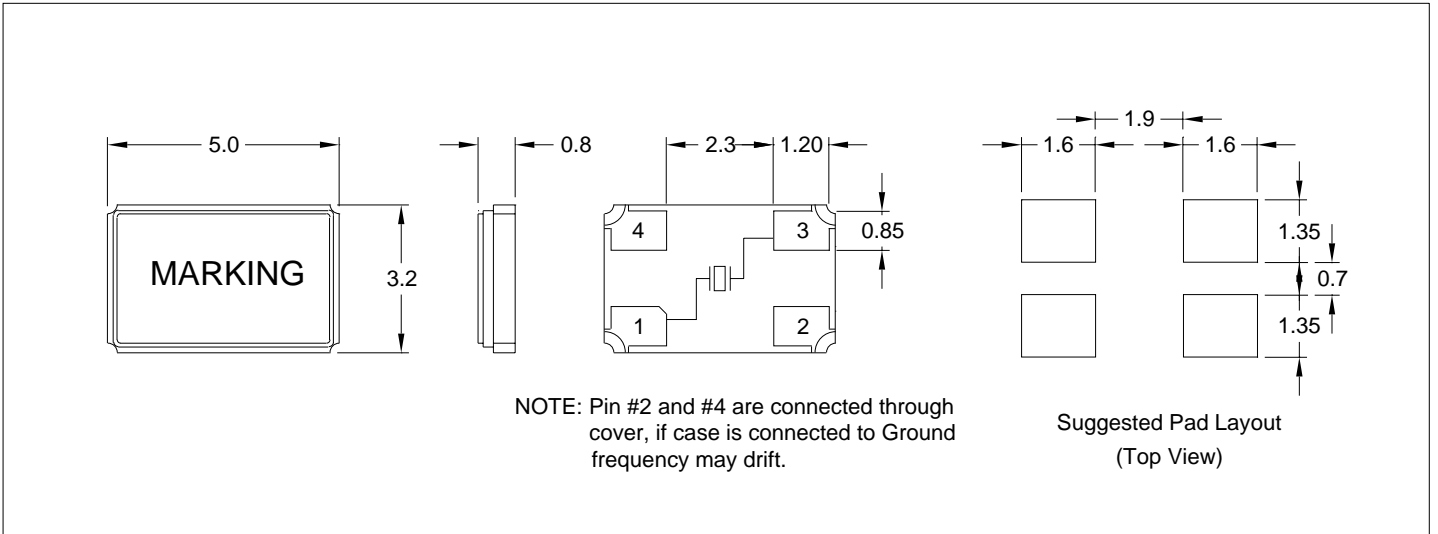 5.0
MARKING
3.2
0.8
2.3
1.20
4
3
0.85
1
2
NOTE: Pin #2 and #4 are connected through
cover, if case is connected to Ground
frequency may drift.
1.9
1.6
1.6
1.35
0.7
1.35
Suggested Pad Layout
(Top View)